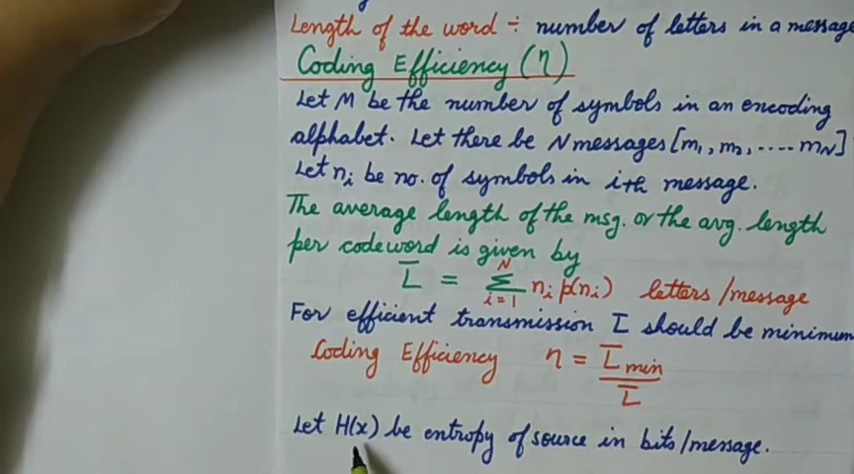 Length of the word ÷ number of letters in a message
Coding Efficiency (η)
Let M be the number of symbols in an encoding
alphabet. Let there be N messages [m₁, m₂, ..... m_N]
Let nᵢ be no. of symbols in ith message.
The average length of the msg. or the avg. length
per codeword is given by
L̅ = Σ_{i=1}^{N} nᵢ p(nᵢ) letters/message
For efficient transmission L̅ should be minimum
Coding Efficiency η = L̅min / L̅
Let H(x) be entropy of source in bits/message.